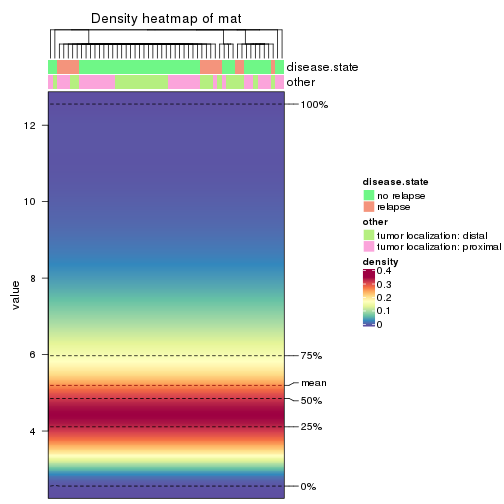 Density heatmap of mat
disease.state
other
100%
12
10
8
6
4
value
75%
mean
50%
25%
0%
disease.state
no relapse
relapse
other
tumor localization: distal
tumor localization: proximal
density
0.4
0.3
0.2
0.1
0